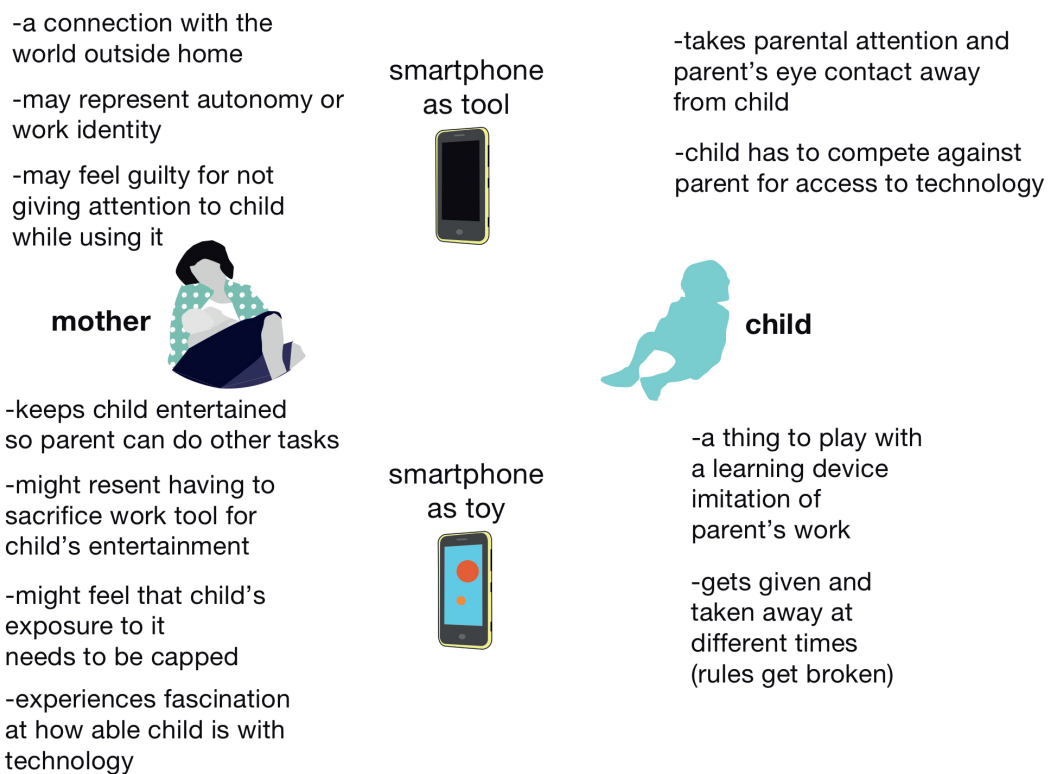 -a connection with the
world outside home
-may represent autonomy or
work identity
-may feel guilty for not
giving attention to child
while using it
smartphone
as tool
-takes parental attention and
parent’s eye contact away
from child
-child has to compete against
parent for access to technology
mother
child
-keeps child entertained
so parent can do other tasks
-might resent having to
sacrifice work tool for
child’s entertainment
-might feel that child’s
exposure to it
needs to be capped
-experiences fascination
at how able child is with
technology
smartphone
as toy
-a thing to play with
a learning device
imitation of
parent’s work
-gets given and
taken away at
different times
(rules get broken)